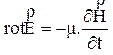 rotE⃗ = −μ. ∂H⃗/∂t